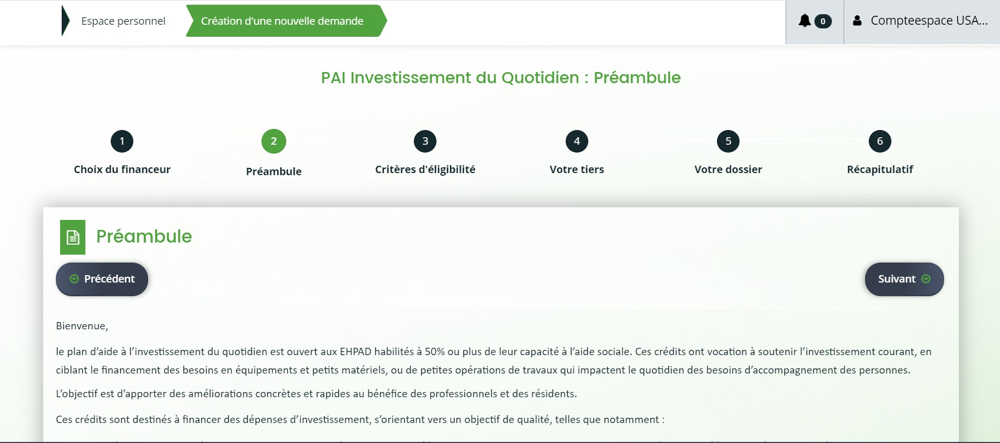 Espace personnel
Création d'une nouvelle demande
0
Compteespace USA...
PAI Investissement du Quotidien : Préambule
1
2
3
4
5
6
Choix du financeur
Préambule
Critères d'éligibilité
Votre tiers
Votre dossier
Récapitulatif
Préambule
Précédent
Suivant
Bienvenue,
le plan d’aide à l’investissement du quotidien est ouvert aux EHPAD habilités à 50% ou plus de leur capacité à l’aide sociale. Ces crédits ont vocation à soutenir l’investissement courant, en
ciblant le financement des besoins en équipements et petits matériels, ou de petites opérations de travaux qui impactent le quotidien des besoins d’accompagnement des personnes.
L’objectif est d’apporter des améliorations concrètes et rapides au bénéfice des professionnels et des résidents.
Ces crédits sont destinés à financer des dépenses d’investissement, s’orientant vers un objectif de qualité, telles que notamment :